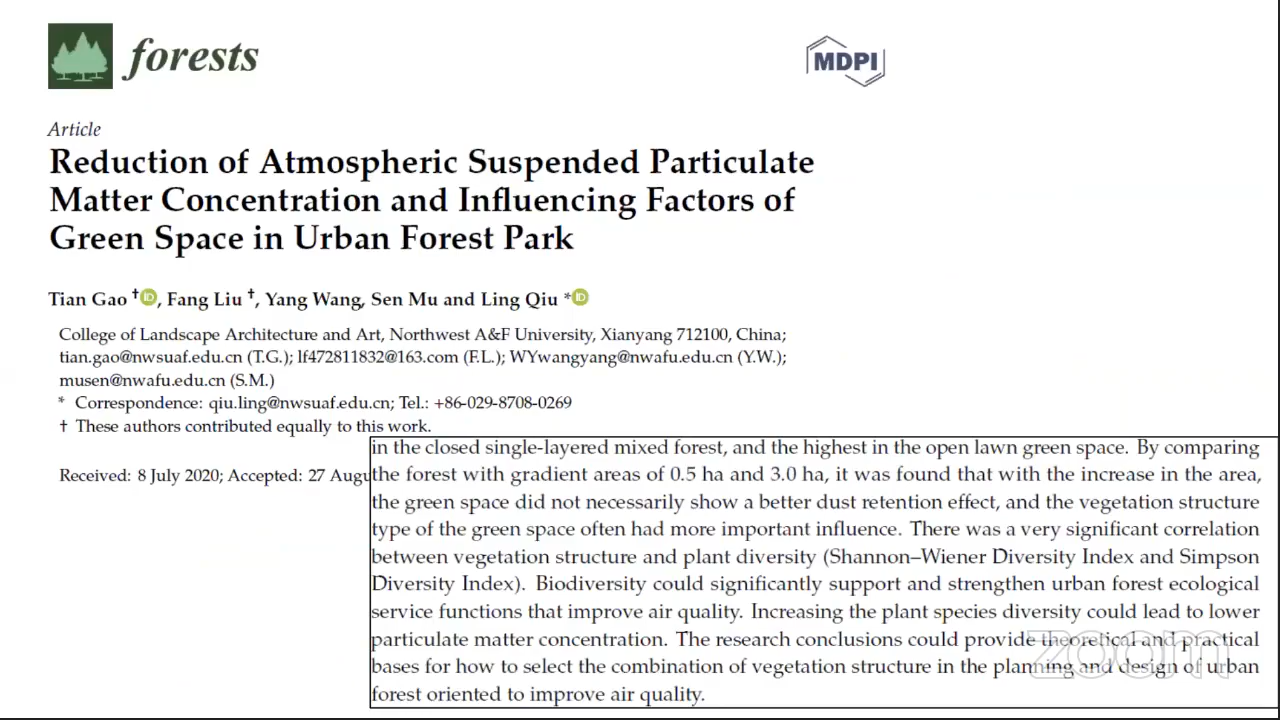 forests
MDPI
Article
Reduction of Atmospheric Suspended Particulate
Matter Concentration and Influencing Factors of
Green Space in Urban Forest Park
Tian Gao †iD, Fang Liu †, Yang Wang, Sen Mu and Ling Qiu *iD
College of Landscape Architecture and Art, Northwest A&F University, Xianyang 712100, China;
tian.gao@nwsuaf.edu.cn (T.G.); lf472811832@163.com (F.L.); WYwangyang@nwafu.edu.cn (Y.W.);
musen@nwafu.edu.cn (S.M.)
* Correspondence: qiu.ling@nwsuaf.edu.cn; Tel.: +86-029-8708-0269
† These authors contributed equally to this work.
Received: 8 July 2020; Accepted: 27 Augu
in the closed single-layered mixed forest, and the highest in the open lawn green space. By comparing
the forest with gradient areas of 0.5 ha and 3.0 ha, it was found that with the increase in the area,
the green space did not necessarily show a better dust retention effect, and the vegetation structure
type of the green space often had more important influence. There was a very significant correlation
between vegetation structure and plant diversity (Shannon–Wiener Diversity Index and Simpson
Diversity Index). Biodiversity could significantly support and strengthen urban forest ecological
service functions that improve air quality. Increasing the plant species diversity could lead to lower
particulate matter concentration. The research conclusions could provide theoretical and practical
bases for how to select the combination of vegetation structure in the planning and design of urban
forest oriented to improve air quality.
zoom